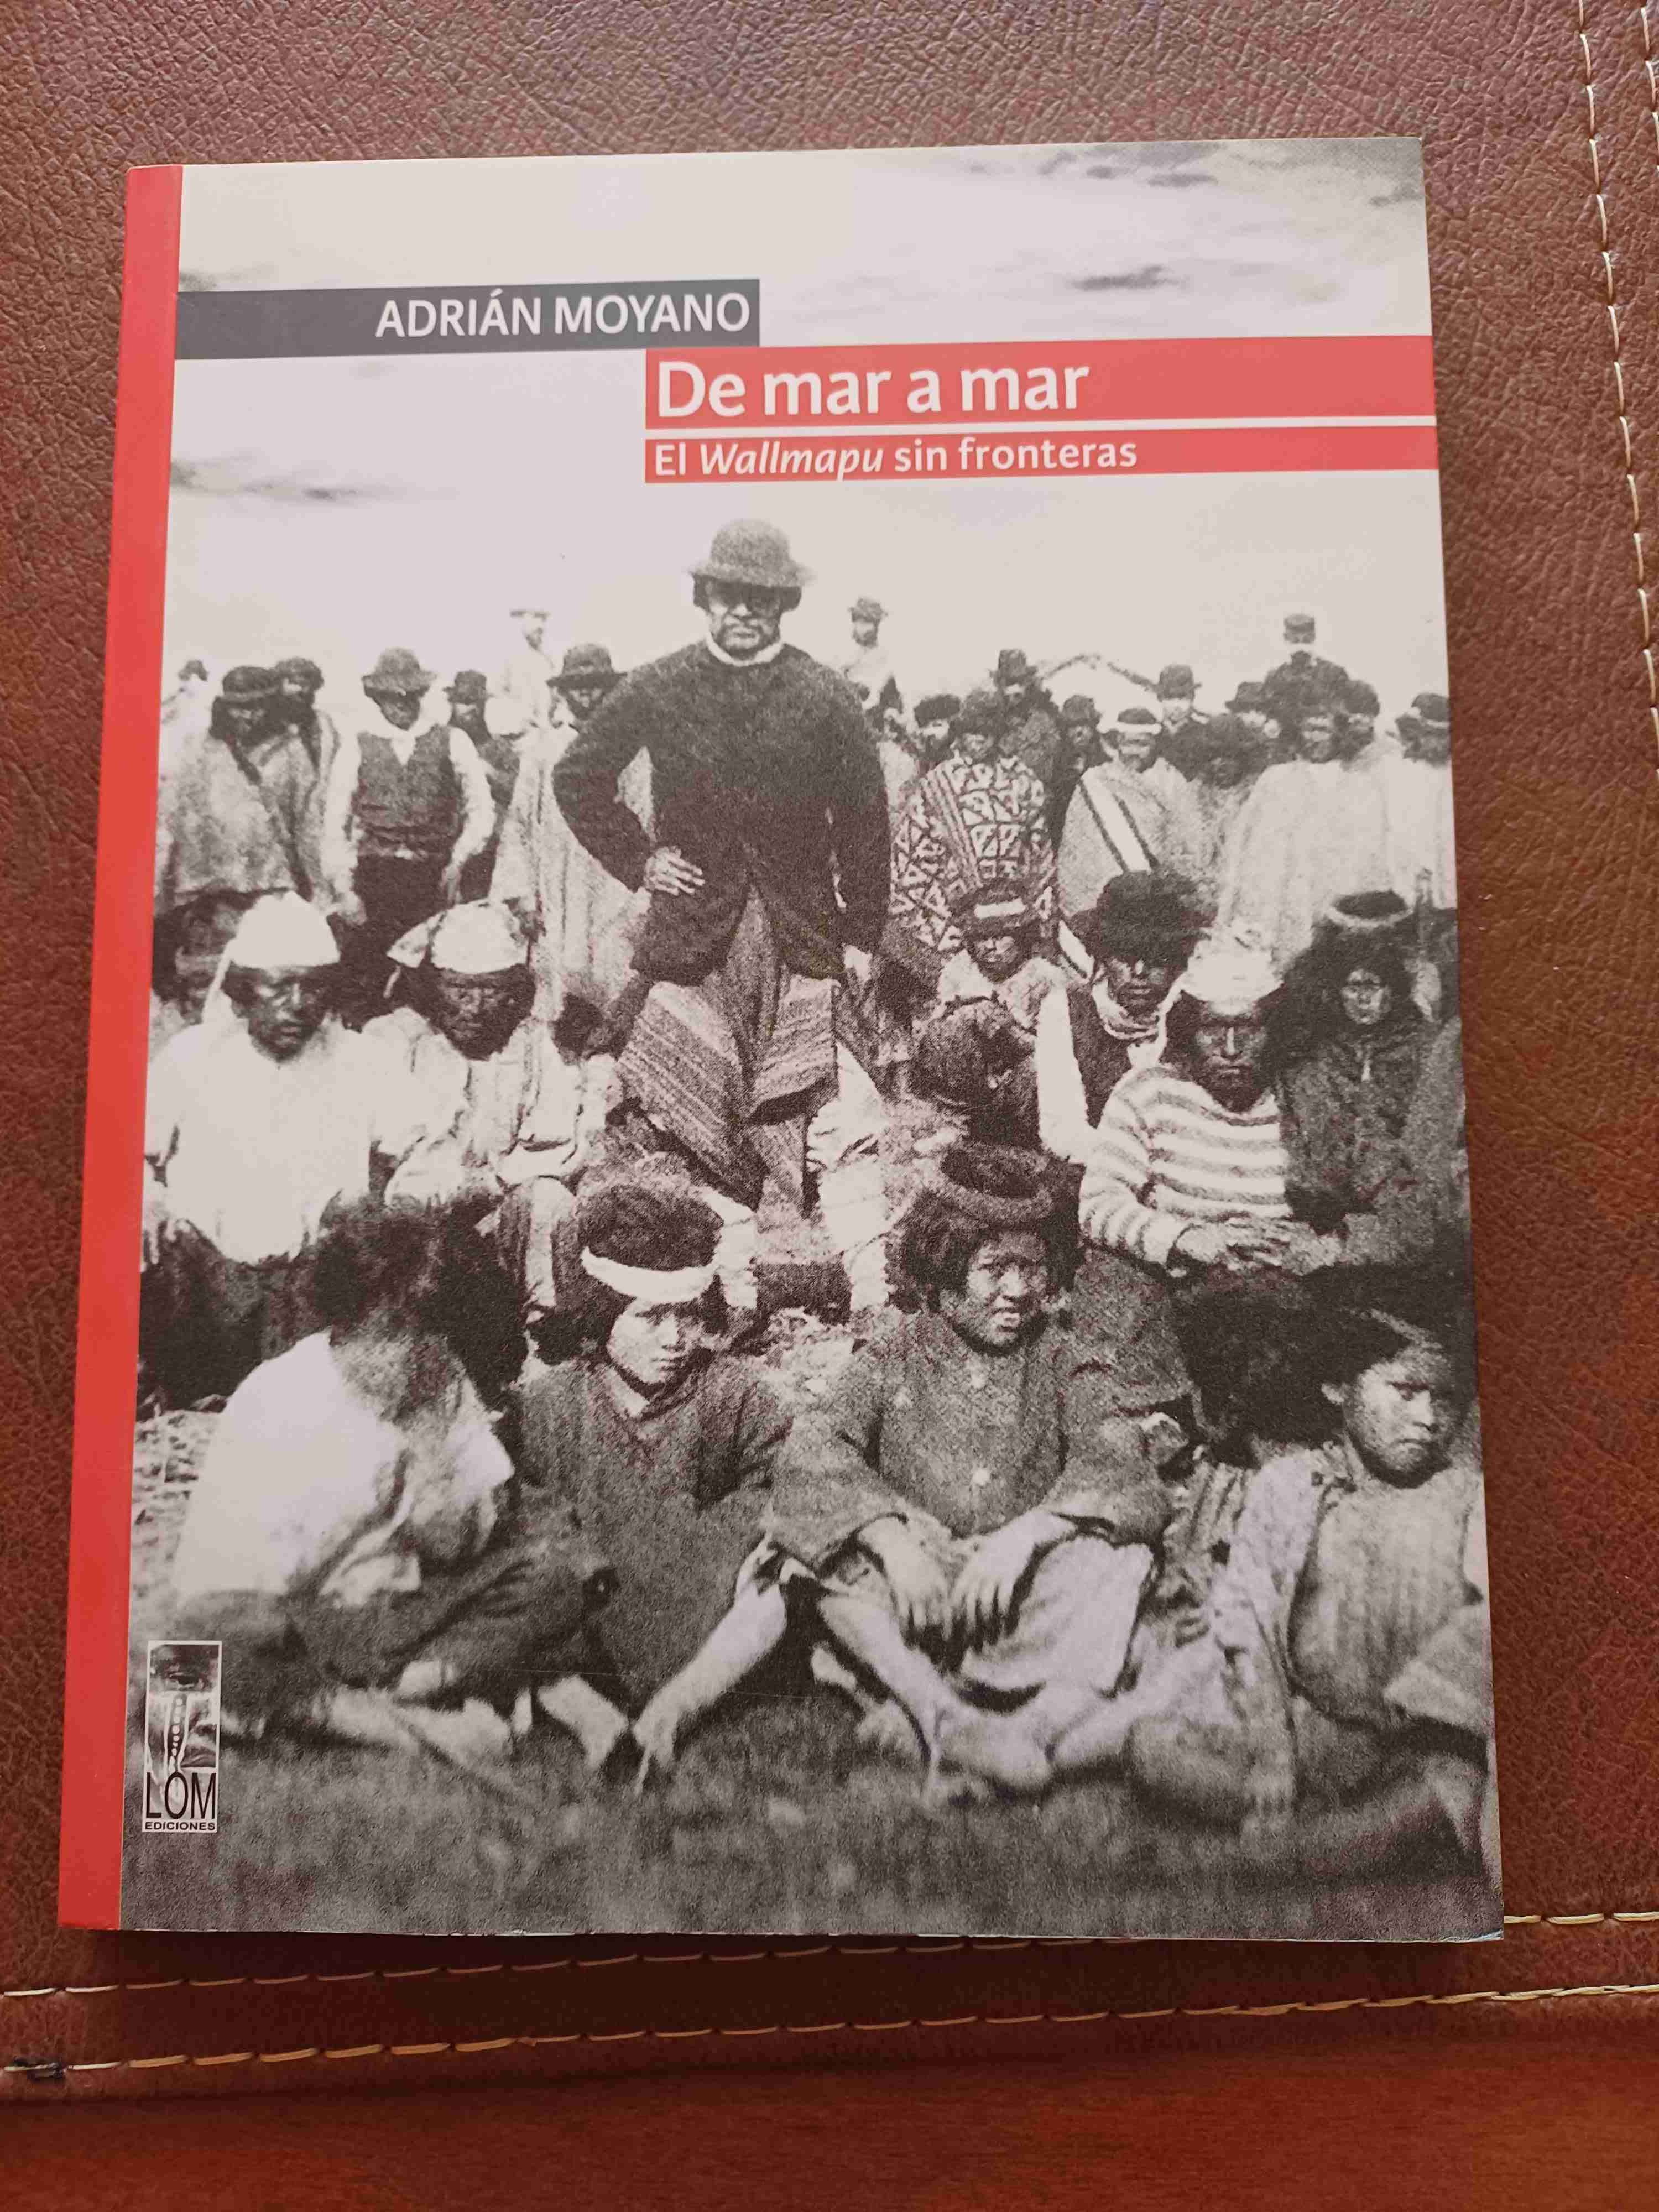 ADRIÁN MOYANO
De mar a mar
El Wallmapu sin fronteras
LOM
EDICIONES